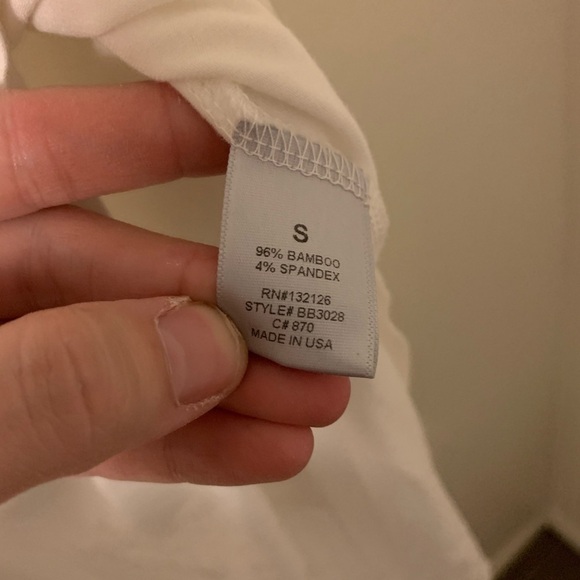 S
96% BAMBOO
4% SPANDEX
RN#132126
STYLE# BB3028
C# 870
MADE IN USA